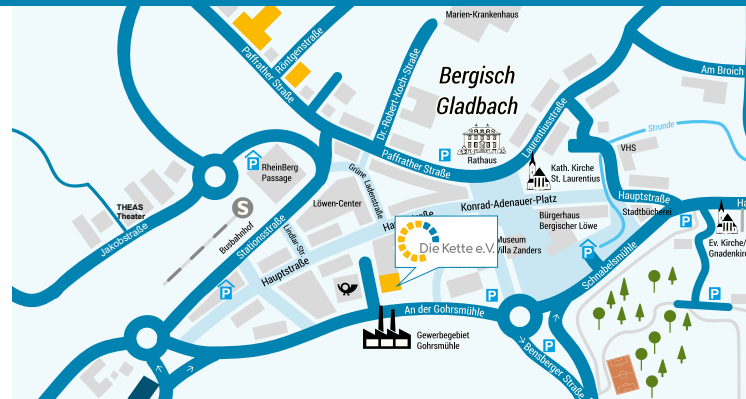 Marien-Krankenhaus
Röntgenstraße
Paffrather Straße
Dr.-Robert-Koch-Straße
Bergisch
Gladbach
Am Broich
Laurentiusstraße
Strunde
P
Rathaus
Paffrather Straße
VHS
P
RheinBerg
Passage
Kath. Kirche
St. Laurentius
Grüne Ladenstraße
THEAS
Theater
S
Busbahnhof
Löwen-Center
Konrad-Adenauer-Platz
Hauptstraße
Stadtbücherei
Ha
Jakobstraße
Stationsstraße
Lindlar-Str.
Ha
Bürgerhaus
Bergischer Löwe
P
Die Kette e.V.
Museum
Villa Zanders
P
Schnabelsmühle
Ev. Kirche/
Gnadenkirc
Hauptstraße
P
P
P
An der Gohrsmühle
Gewerbegebiet
Gohrsmühle
P
Bensberger Straße